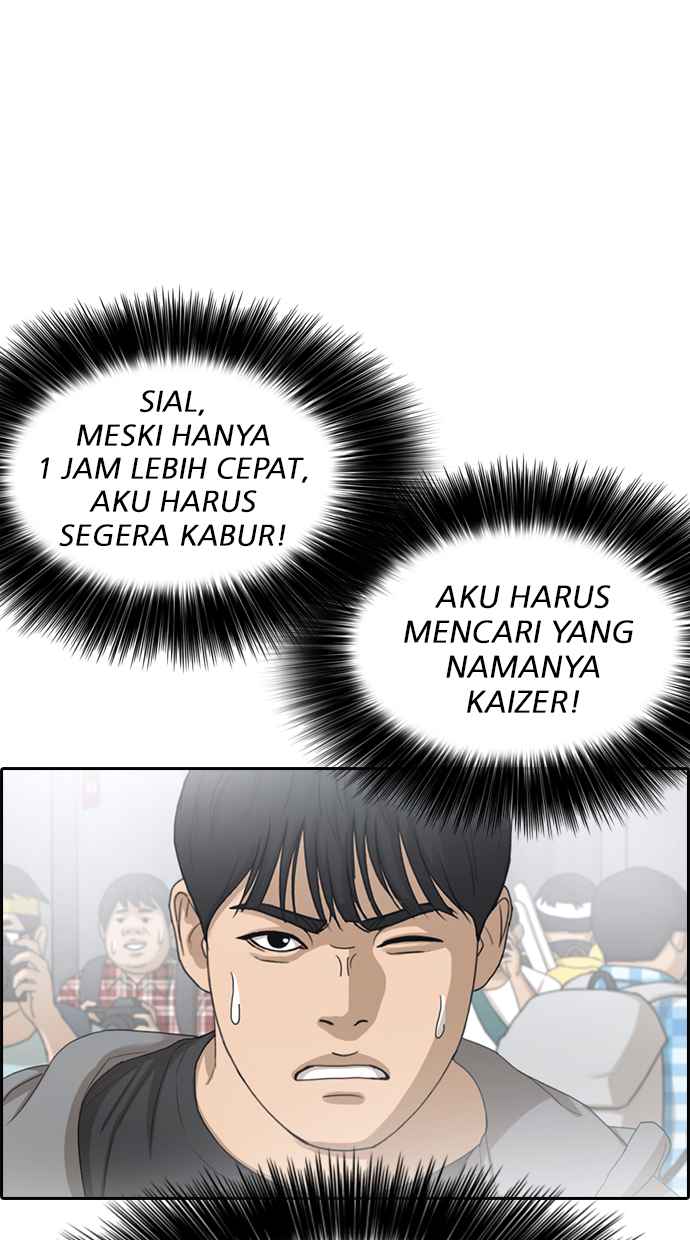 SIAL,
MESKI HANYA
1 JAM LEBIH CEPAT,
AKU HARUS
SEGERA KABUR!
AKU HARUS
MENCARI YANG
NAMANYA
KAIZER!